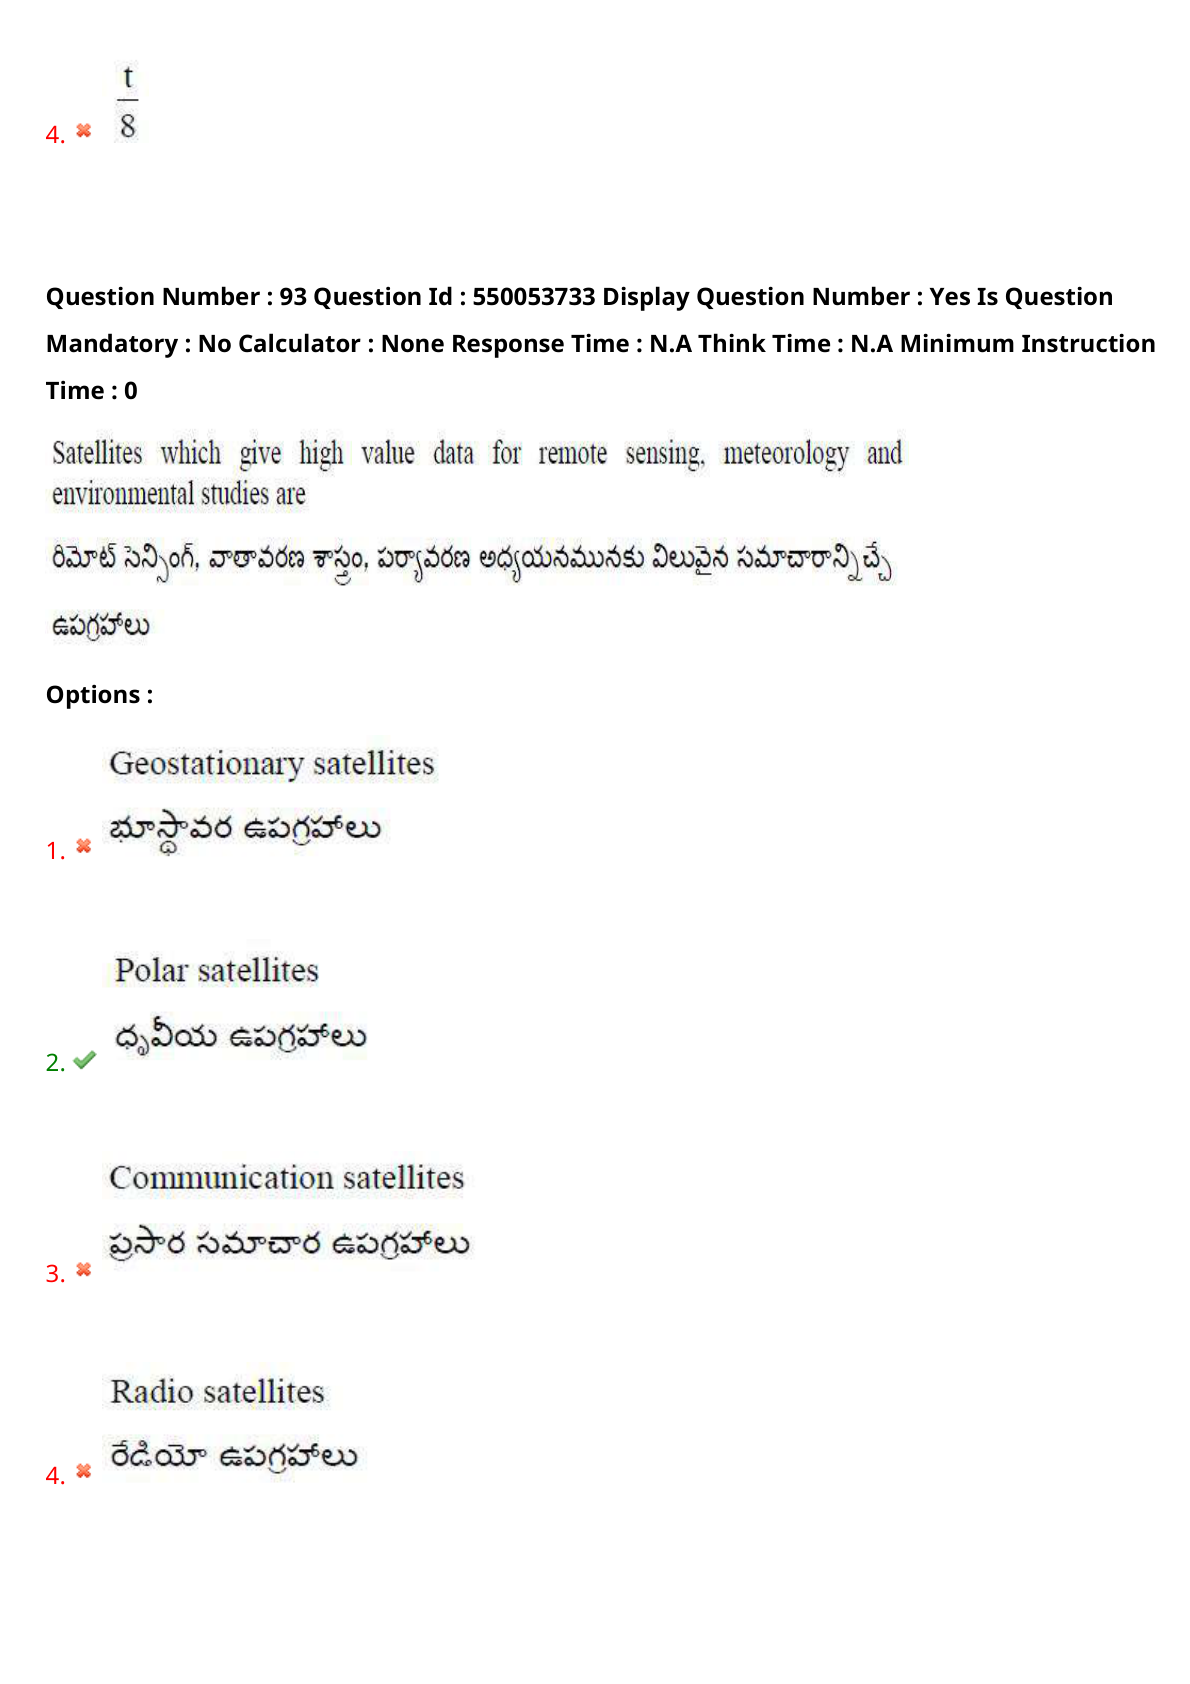 t
8
4.
Question Number : 93 Question Id : 550053733 Display Question Number : Yes Is Question
Mandatory : No Calculator : None Response Time : N.A Think Time : N.A Minimum Instruction
Time : 0
Satellites which give high value data for remote sensing, meteorology and
environmental studies are
రిమోట్ సెన్సింగ్, వాతావరణ శాస్త్రం, పర్యావరణ అధ్యయనమునకు విలువైన సమాచారాన్నిచ్చే
ఉపగ్రహాలు
Options :
Geostationary satellites
భూస్థావర ఉపగ్రహాలు
1.
Polar satellites
ధృవీయ ఉపగ్రహాలు
2.
Communication satellites
ప్రసార సమాచార ఉపగ్రహాలు
3.
Radio satellites
రేడియో ఉపగ్రహాలు
4.